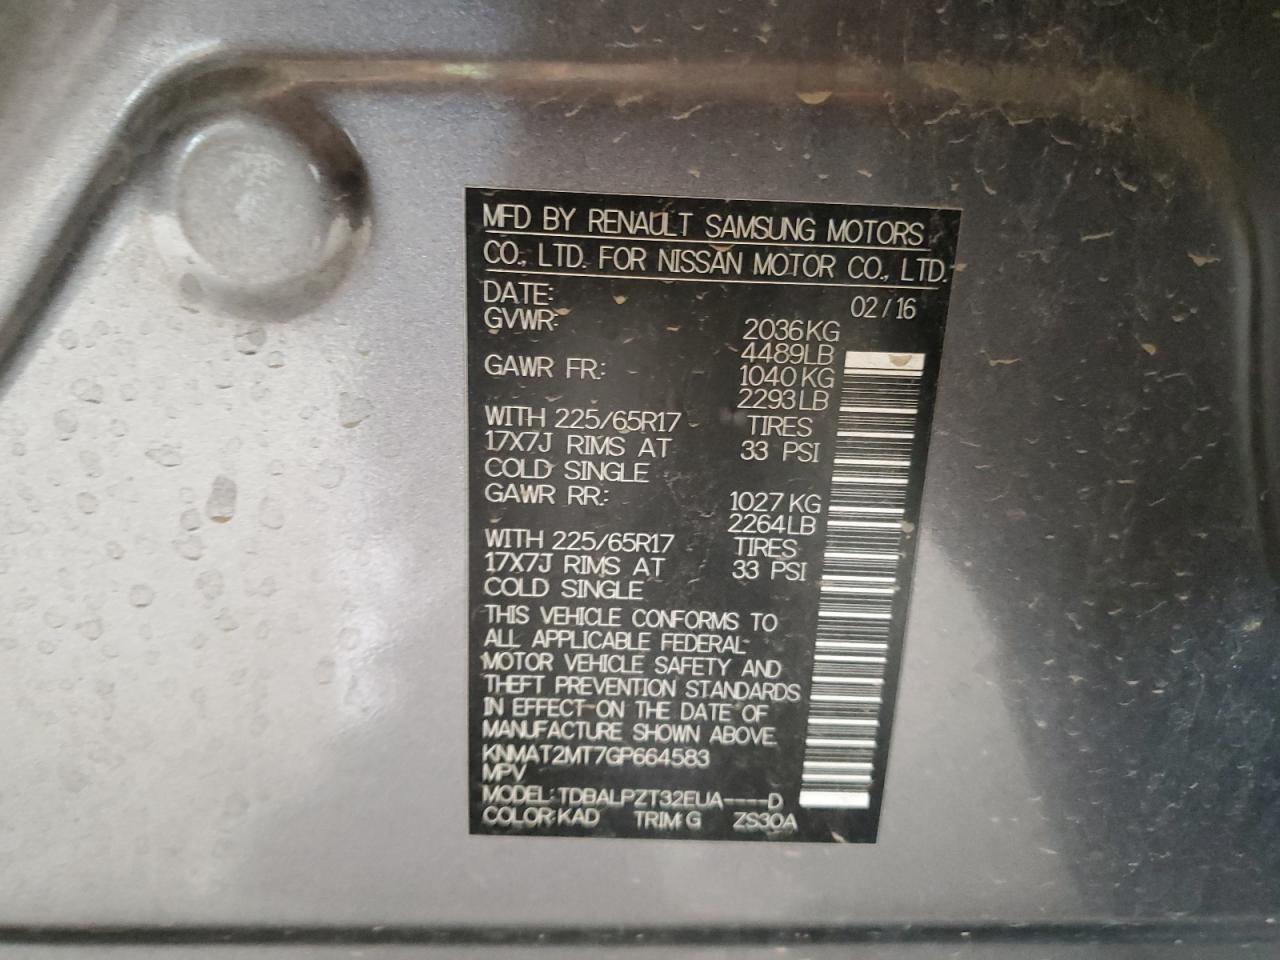 MFD BY RENAULT SAMSUNG MOTORS
CO., LTD. FOR NISSAN MOTOR CO., LTD.
DATE: 02/16
GVWR: 2036KG
4489LB
GAWR FR: 1040KG
2293LB
WITH 225/65R17 TIRES
17X7J RIMS AT 33 PSI
COLD SINGLE
GAWR RR: 1027KG
2264LB
WITH 225/65R17 TIRES
17X7J RIMS AT 33 PSI
COLD SINGLE
THIS VEHICLE CONFORMS TO
ALL APPLICABLE FEDERAL
MOTOR VEHICLE SAFETY AND
THEFT PREVENTION STANDARDS
IN EFFECT ON THE DATE OF
MANUFACTURE SHOWN ABOVE.
KNMAT2MT7GP664583
MPV
MODEL: TDBALPZT32EUA----D
COLOR:KAD TRIM:G ZS30A